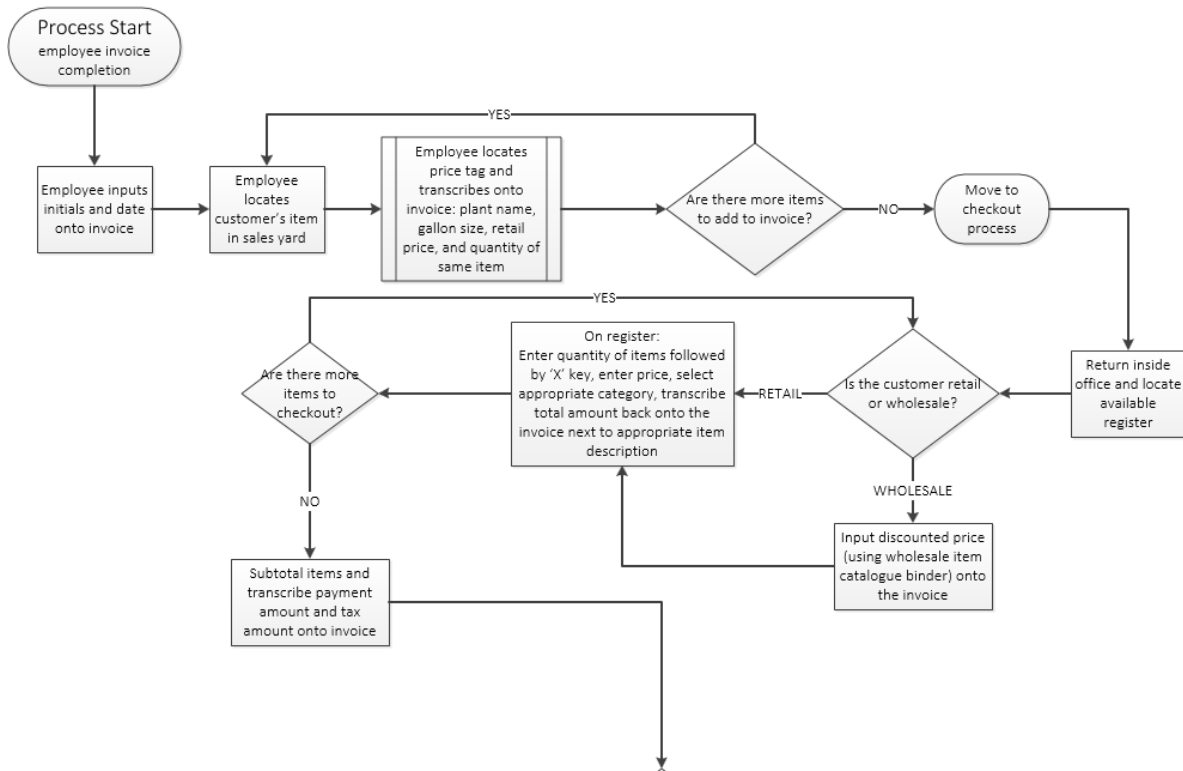 Process Start
employee invoice
completion
YES
Employee inputs
initials and date
onto invoice
Employee
locates
customer's item
in sales yard
Employee locates
price tag and
transcribes onto
invoice: plant name,
gallon size, retail
price, and quantity of
same item
Are there more items
to add to invoice?
NO
Move to
checkout
process
YES
Return inside
office and locate
available
register
Is the customer retail
or wholesale?
RETAIL
On register:
Enter quantity of items followed
by 'X' key, enter price, select
appropriate category, transcribe
total amount back onto the
invoice next to appropriate item
description
Are there more
items to
checkout?
WHOLESALE
Input discounted price
(using wholesale item
catalogue binder) onto
the invoice
NO
Subtotal items and
transcribe payment
amount and tax
amount onto invoice